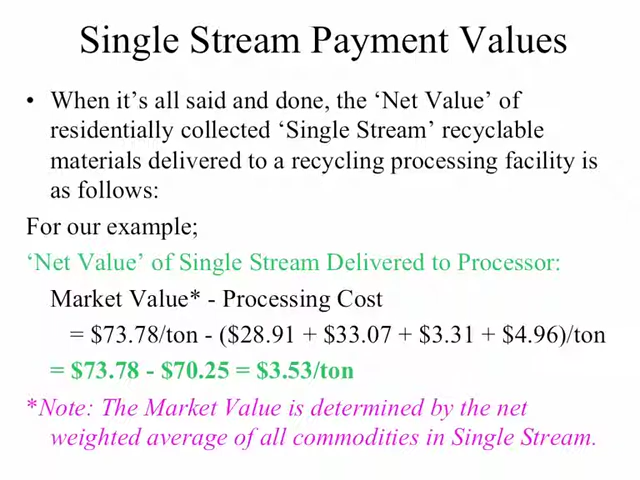 Single Stream Payment Values
• When it’s all said and done, the ‘Net Value’ of
residentially collected ‘Single Stream’ recyclable
materials delivered to a recycling processing facility is
as follows:
For our example;
‘Net Value’ of Single Stream Delivered to Processor:
Market Value* - Processing Cost
= $73.78/ton - ($28.91 + $33.07 + $3.31 + $4.96)/ton
= $73.78 - $70.25 = $3.53/ton
*Note: The Market Value is determined by the net
weighted average of all commodities in Single Stream.